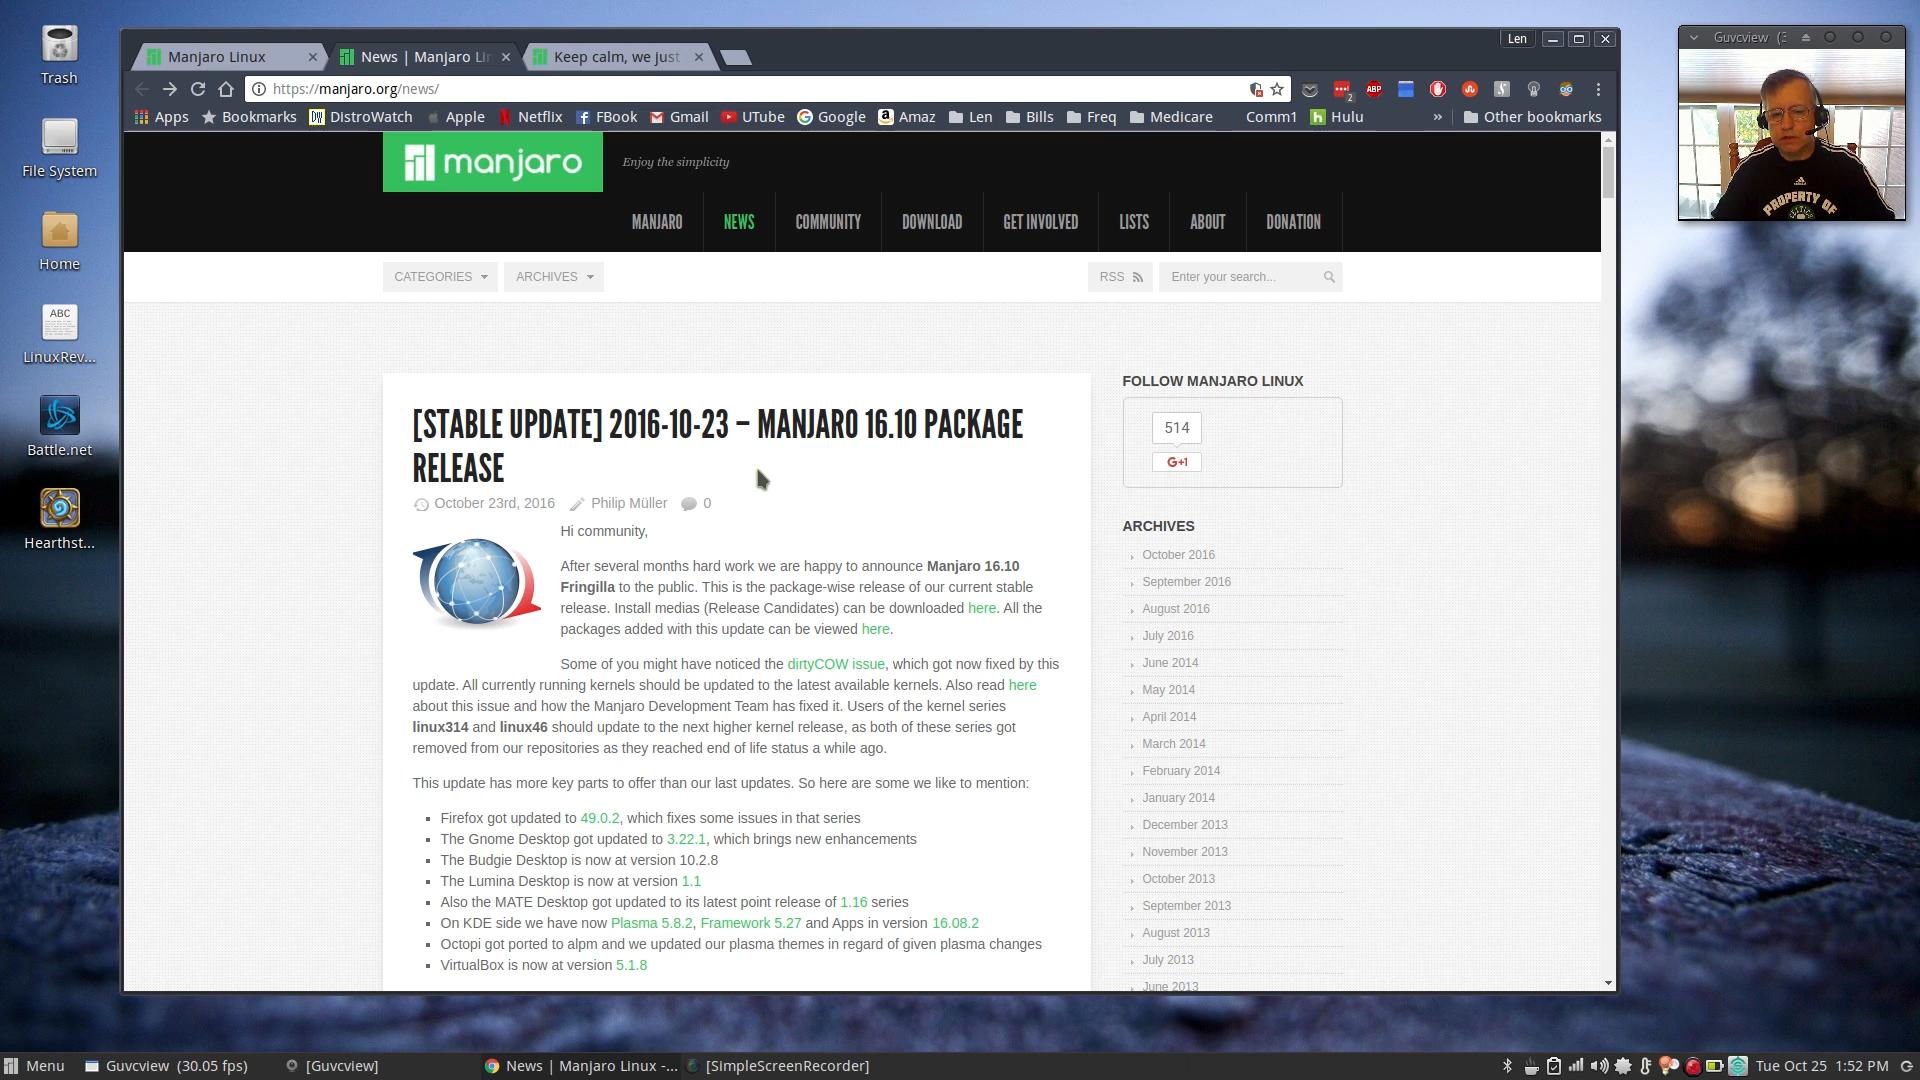 Trash
File System
Home
ABC
LinuxRev...
Battle.net
Hearthst...
Len
Manjaro Linux
News | Manjaro Lin
Keep calm, we just
https://manjaro.org/news/
2
ABP
Apps
Bookmarks
DW
DistroWatch
Apple
Netflix
FBook
Gmail
UTube
Google
Amaz
Len
Bills
Freq
Medicare
Comm1
Hulu
»
Other bookmarks
manjaro
Enjoy the simplicity
MANJARO
NEWS
COMMUNITY
DOWNLOAD
GET INVOLVED
LISTS
ABOUT
DONATION
CATEGORIES
ARCHIVES
RSS
Enter your search...
[STABLE UPDATE] 2016-10-23 – MANJARO 16.10 PACKAGE
RELEASE
October 23rd, 2016
Philip Müller
0
Hi community,
After several months hard work we are happy to announce Manjaro 16.10
Fringilla to the public. This is the package-wise release of our current stable
release. Install medias (Release Candidates) can be downloaded here. All the
packages added with this update can be viewed here.
Some of you might have noticed the dirtyCOW issue, which got now fixed by this
update. All currently running kernels should be updated to the latest available kernels. Also read here
about this issue and how the Manjaro Development Team has fixed it. Users of the kernel series
linux314 and linux46 should update to the next higher kernel release, as both of these series got
removed from our repositories as they reached end of life status a while ago.
This update has more key parts to offer than our last updates. So here are some we like to mention:
Firefox got updated to 49.0.2, which fixes some issues in that series
The Gnome Desktop got updated to 3.22.1, which brings new enhancements
The Budgie Desktop is now at version 10.2.8
The Lumina Desktop is now at version 1.1
Also the MATE Desktop got updated to its latest point release of 1.16 series
On KDE side we have now Plasma 5.8.2, Framework 5.27 and Apps in version 16.08.2
Octopi got ported to alpm and we updated our plasma themes in regard of given plasma changes
VirtualBox is now at version 5.1.8
FOLLOW MANJARO LINUX
514
G+1
ARCHIVES
October 2016
September 2016
August 2016
July 2016
June 2014
May 2014
April 2014
March 2014
February 2014
January 2014
December 2013
November 2013
October 2013
September 2013
August 2013
July 2013
June 2013
Guvcview (3
PROPERTY OF
Menu
Guvcview (30.05 fps)
[Guvcview]
News | Manjaro Linux -...
[SimpleScreenRecorder]
Tue Oct 25 1:52 PM